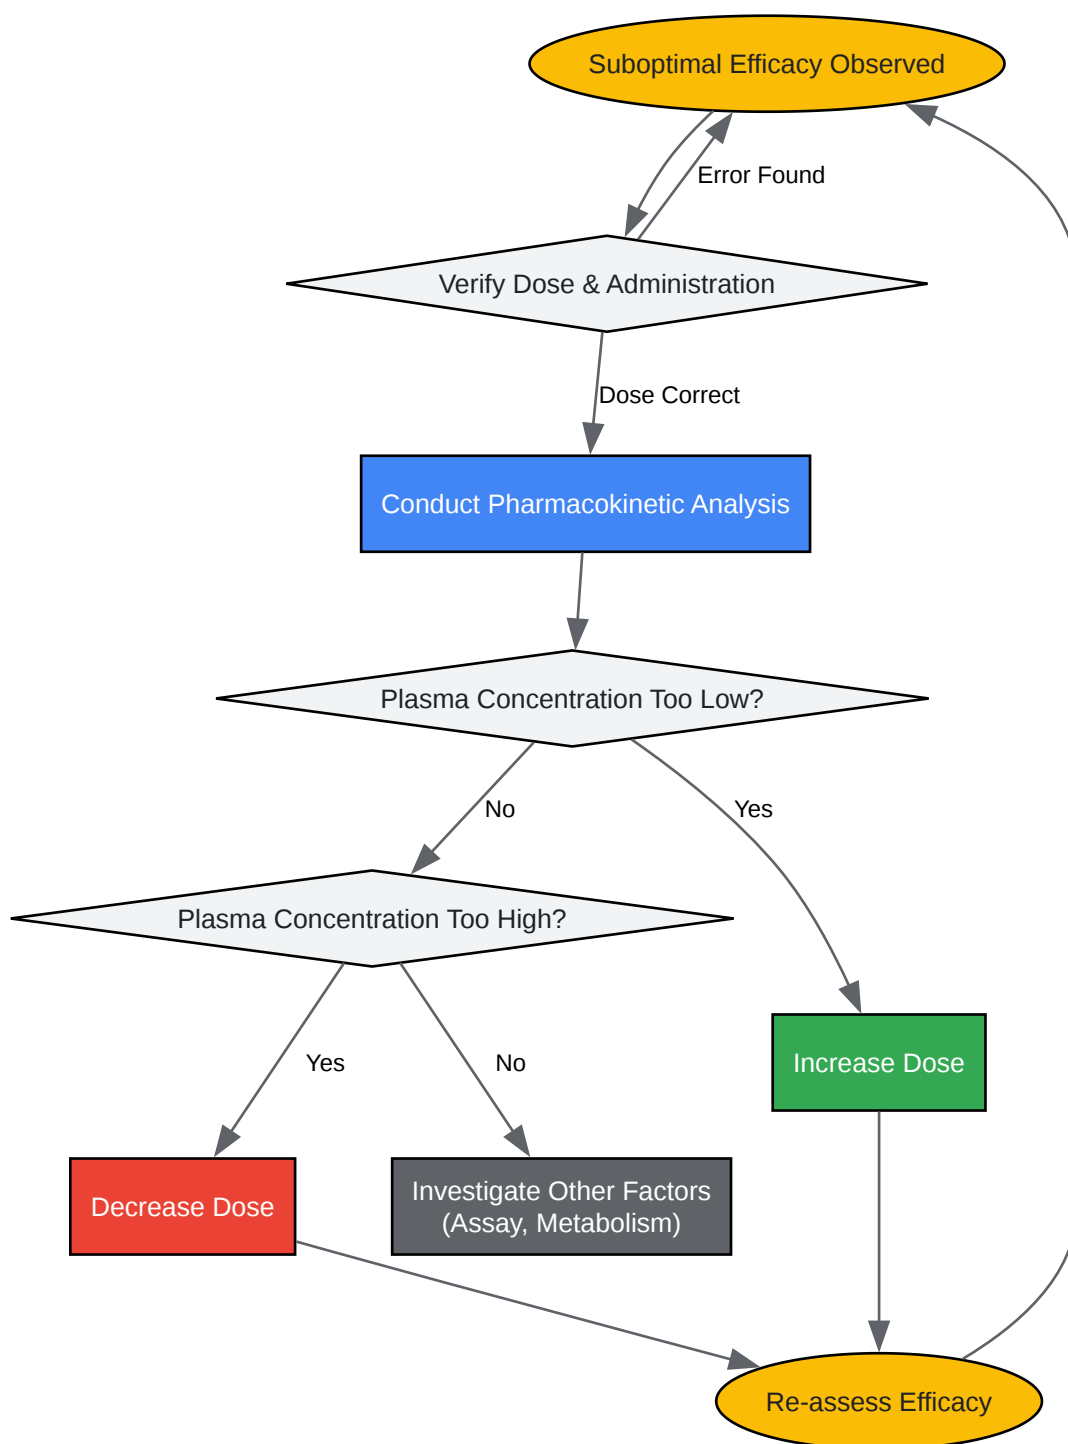 Suboptimal Efficacy Observed
Error Found
Verify Dose & Administration
Dose Correct
Conduct Pharmacokinetic Analysis
Plasma Concentration Too Low?
No
Yes
Plasma Concentration Too High?
Yes
No
Increase Dose
Decrease Dose
Investigate Other Factors
(Assay, Metabolism)
Re-assess Efficacy